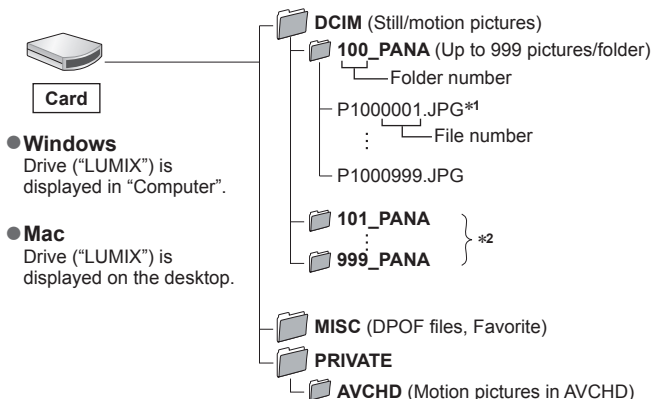 DCIM (Still/motion pictures)
100_PANA (Up to 999 pictures/folder)
Folder number
Card
P1000001.JPG*1
File number
P1000999.JPG
●Windows
Drive (“LUMIX”) is
displayed in “Computer”.
101_PANA
*2
999_PANA
●Mac
Drive (“LUMIX”) is
displayed on the desktop.
MISC (DPOF files, Favorite)
PRIVATE
AVCHD (Motion pictures in AVCHD)